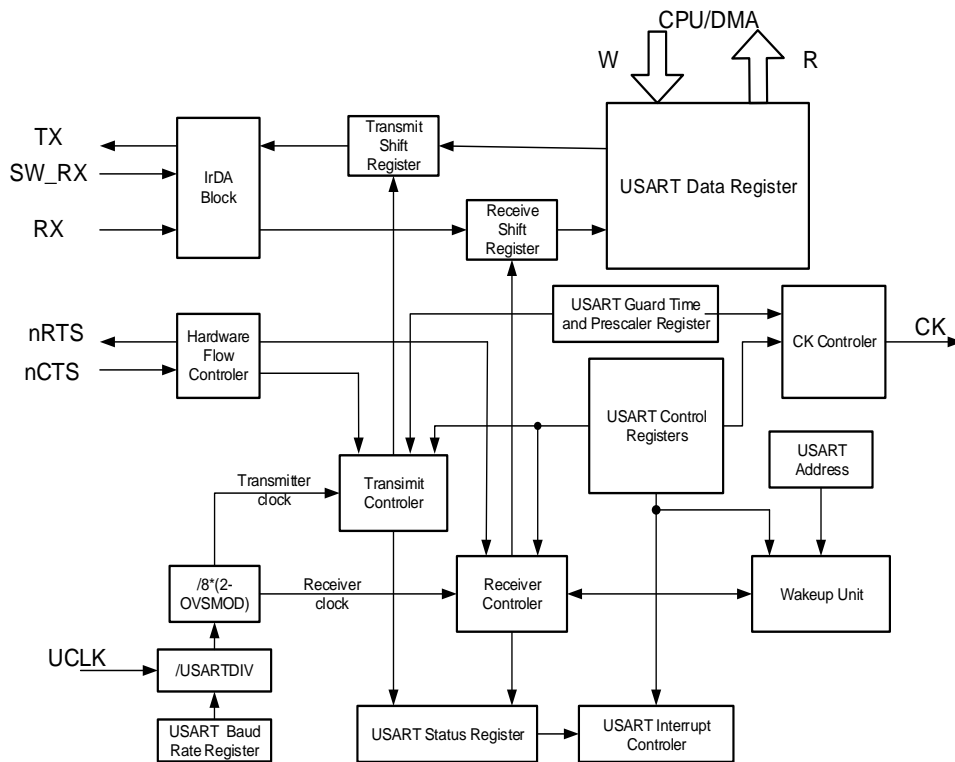 CPU/DMA
W
R
TX
SW_RX
RX
IrDA
Block
Transmit
Shift
Register
Receive
Shift
Register
USART Data Register
USART Guard Time
and Prescaler Register
nRTS
nCTS
Hardware
Flow
Controler
CK Controler
CK
USART Control
Registers
USART
Address
Transmitter
clock
Transimit
Controler
/8*(2-
OVSMOD)
Receiver
clock
Receiver
Controler
Wakeup Unit
UCLK
/USARTDIV
USART Baud
Rate Register
USART Status Register
USART Interrupt
Controler